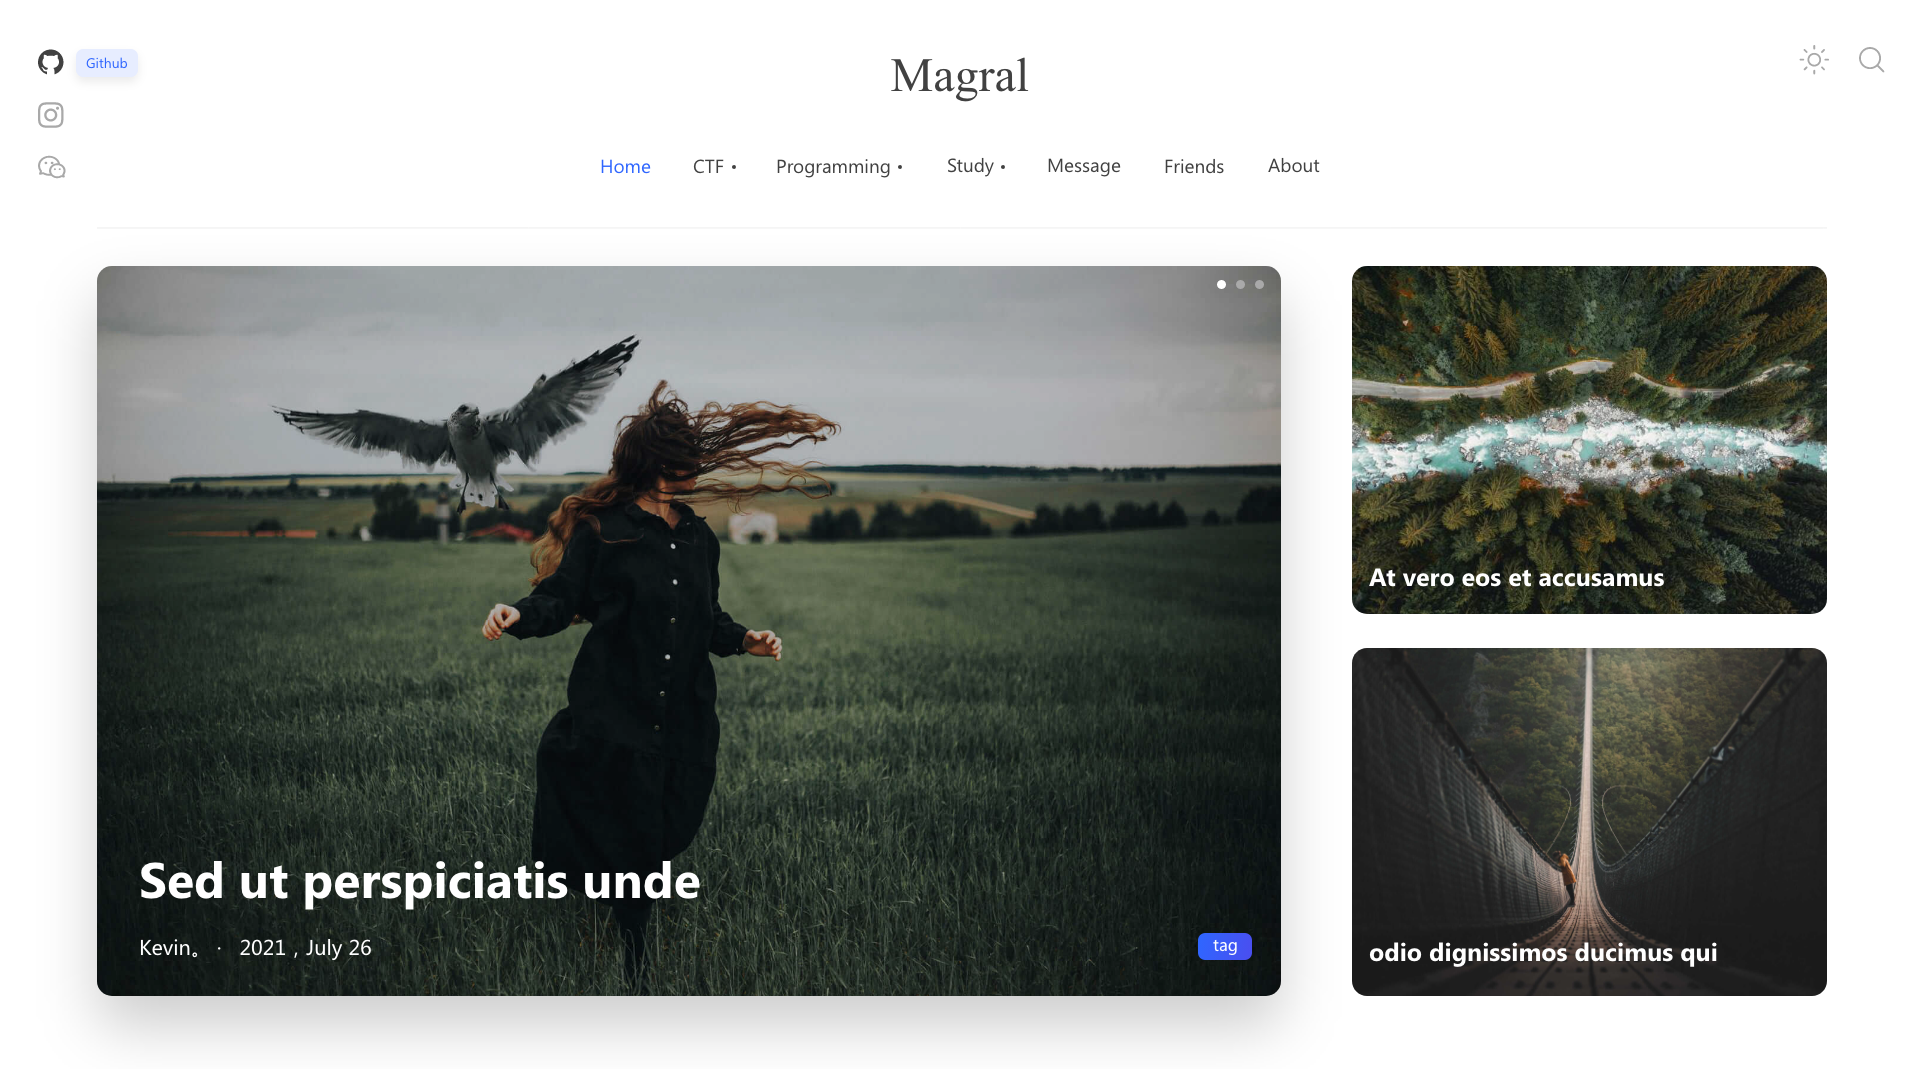 Github
Magral
Home CTF • Programming • Study • Message Friends About
At vero eos et accusamus
Sed ut perspiciatis unde
Kevin。 · 2021 , July 26
tag
odio dignissimos ducimus qui